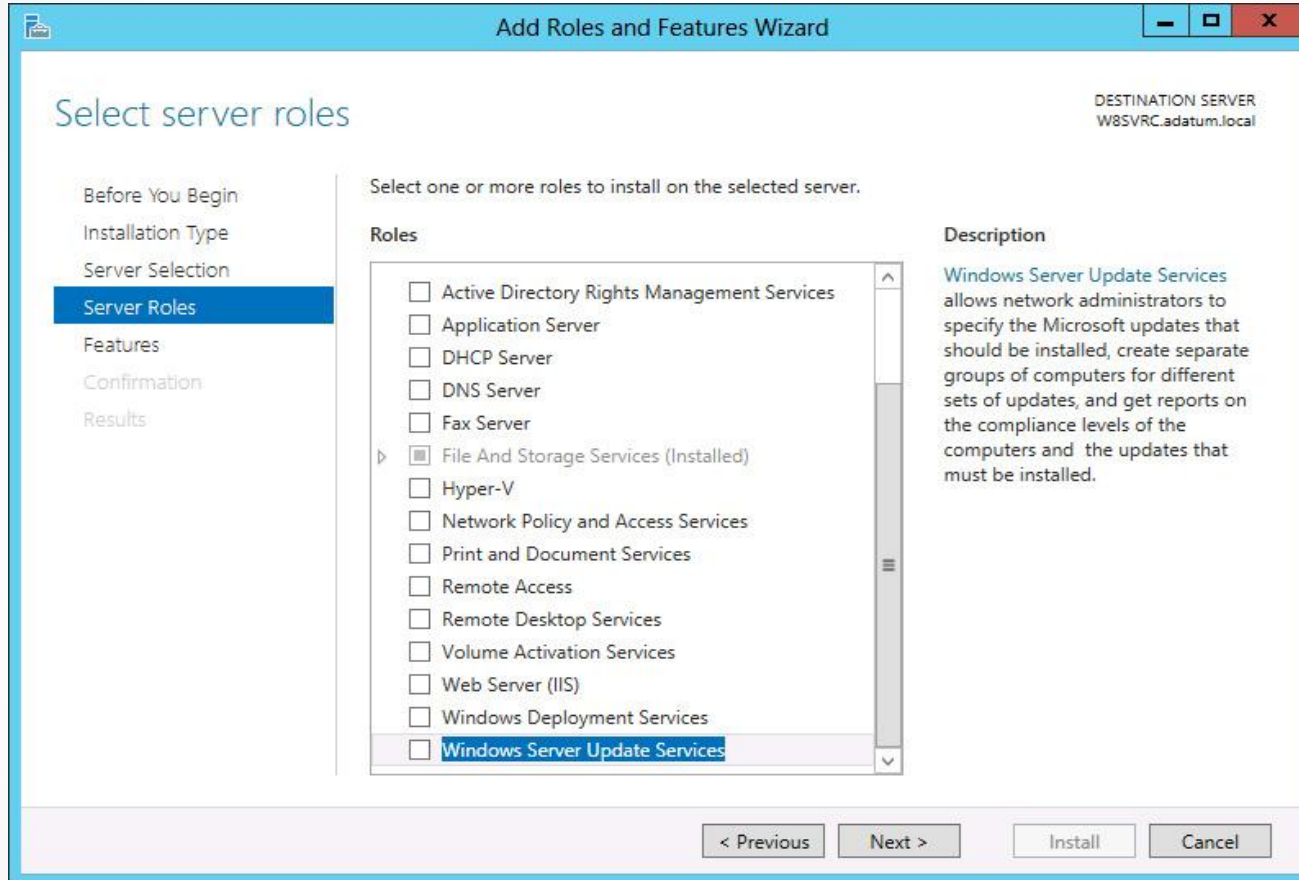 Add Roles and Features Wizard
Select server roles
DESTINATION SERVER
W8SVRC.adatum.local
Before You Begin
Installation Type
Server Selection
Server Roles
Features
Confirmation
Results
Select one or more roles to install on the selected server.
Roles
Active Directory Rights Management Services
Application Server
DHCP Server
DNS Server
Fax Server
File And Storage Services (Installed)
Hyper-V
Network Policy and Access Services
Print and Document Services
Remote Access
Remote Desktop Services
Volume Activation Services
Web Server (IIS)
Windows Deployment Services
Windows Server Update Services
Description
Windows Server Update Services
allows network administrators to
specify the Microsoft updates that
should be installed, create separate
groups of computers for different
sets of updates, and get reports on
the compliance levels of the
computers and the updates that
must be installed.
< Previous
Next >
Install
Cancel